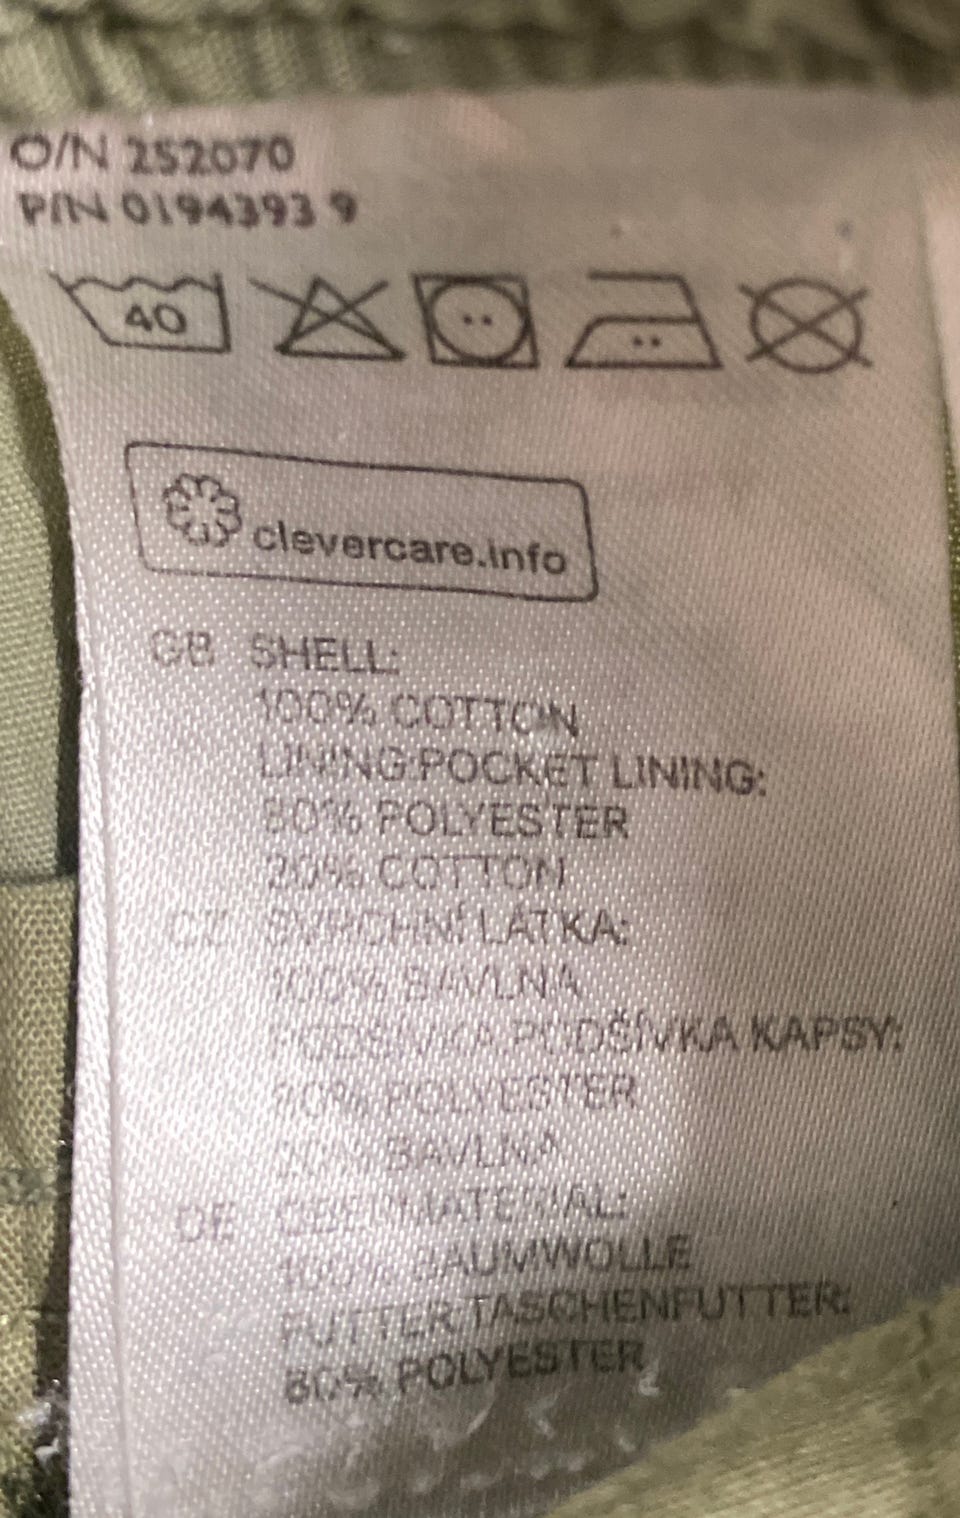 O/N 252070
P/N 0194393 9
40
clevercare.info
GB SHELL:
100% COTTON
LINING:POCKET LINING:
80% POLYESTER
20% COTTON
CZ SVRCHNÍ LÁTKA:
100% BAVLNA
PODŠÍVKA:PODŠÍVKA KAPSY:
80% POLYESTER
20% BAVLNA
DE OBERMATERIAL:
100% BAUMWOLLE
FUTTER:TASCHENFUTTER:
80% POLYESTER